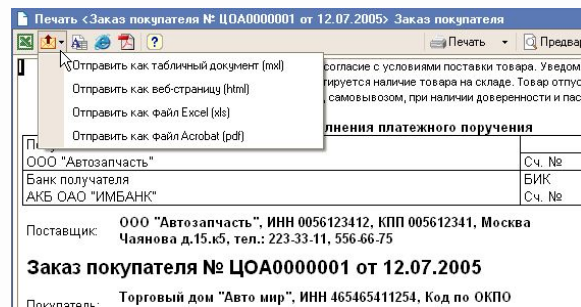 Печать <Заказ покупателя № ЦОА0000001 от 12.07.2005> Заказ покупателя
Печать
Предвар
Отправить как табличный документ (mxl)
Отправить как веб-страницу (html)
Отправить как файл Excel (xls)
Отправить как файл Acrobat (pdf)
согласие с условиями поставки товара. Уведом
тируется наличие товара на складе. Товар отпус
самовывозом, при наличии доверенности и пас
лнения платежного поручения
ООО "Автозапчасть"
Сч. №
Банк получателя
БИК
АКБ ОАО "ИМБАНК"
Сч. №
Поставщик:
ООО "Автозапчасть", ИНН 0056123412, КПП 005612341, Москва
Чаянова д.15.к5, тел.: 223-33-11, 556-66-75
Заказ покупателя № ЦОА0000001 от 12.07.2005
Покупатель:
Торговый дом "Авто мир", ИНН 465465411254, Код по ОКПО